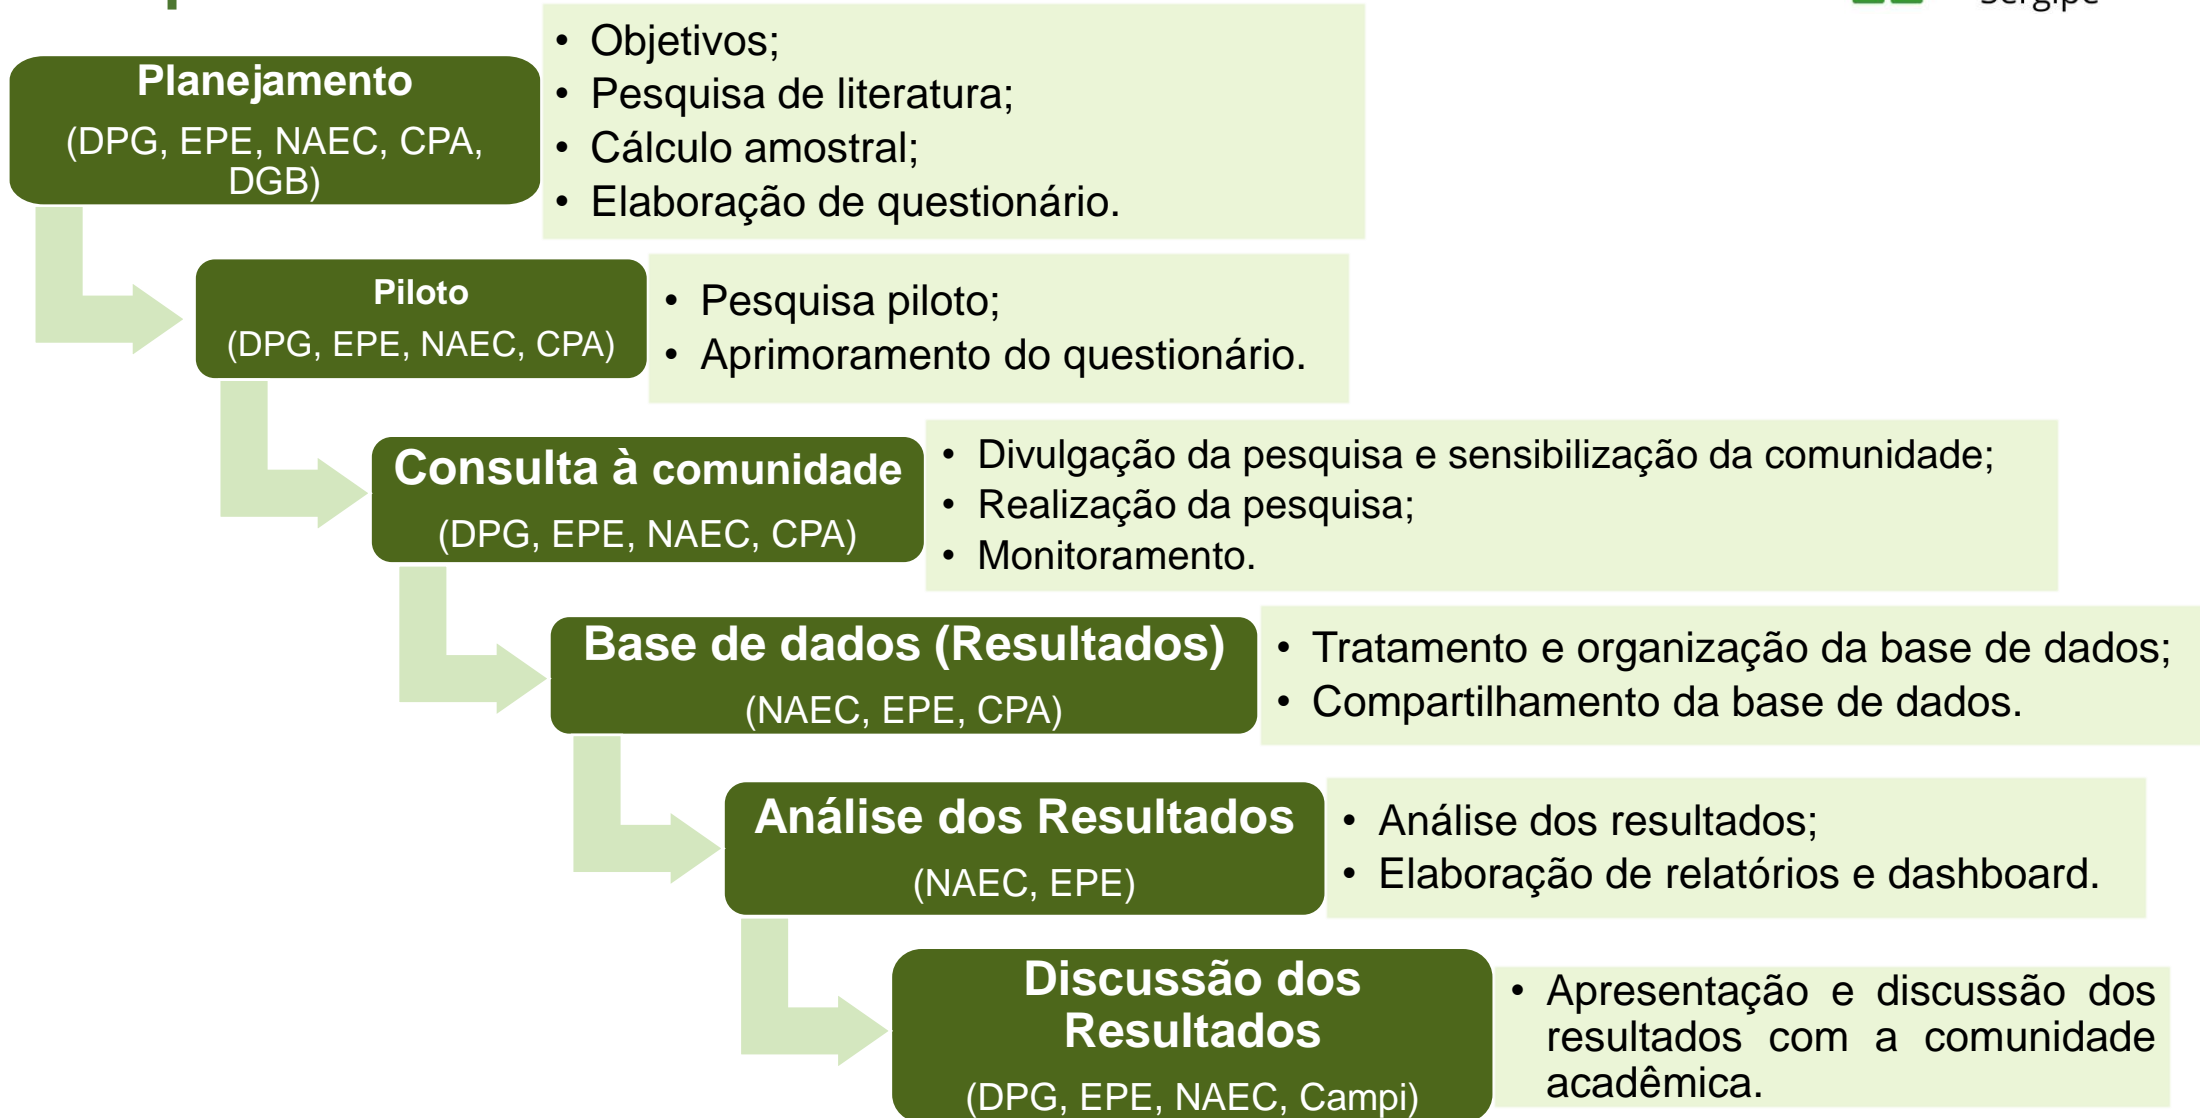 Planejamento
(DPG, EPE, NAEC, CPA,
DGB)
• Objetivos;
• Pesquisa de literatura;
• Cálculo amostral;
• Elaboração de questionário.
Piloto
(DPG, EPE, NAEC, CPA)
• Pesquisa piloto;
• Aprimoramento do questionário.
Consulta à comunidade
(DPG, EPE, NAEC, CPA)
• Divulgação da pesquisa e sensibilização da comunidade;
• Realização da pesquisa;
• Monitoramento.
Base de dados (Resultados)
(NAEC, EPE, CPA)
• Tratamento e organização da base de dados;
• Compartilhamento da base de dados.
Análise dos Resultados
(NAEC, EPE)
• Análise dos resultados;
• Elaboração de relatórios e dashboard.
Discussão dos
Resultados
(DPG, EPE, NAEC, Campi)
• Apresentação e discussão dos
resultados com a comunidade
acadêmica.